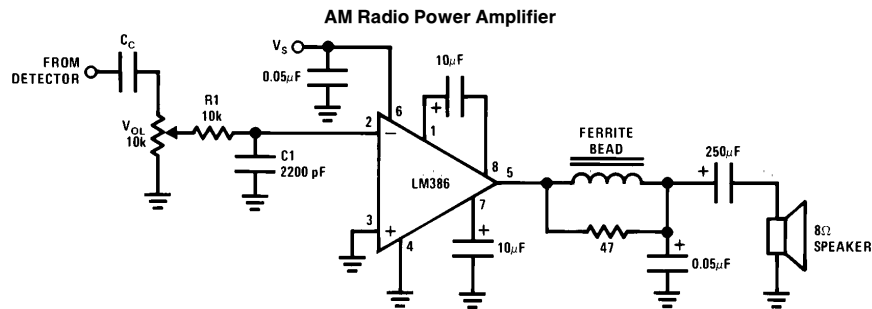 AM Radio Power Amplifier
FROM
DETECTOR
CC
VOL
10k
R1
10k
C1
2200 pF
VS
0.05μF
6
2
−
3
+
4
LM386
+
10μF
1
8
5
7
+
10μF
FERRITE
BEAD
47
+
0.05μF
+
250μF
8Ω
SPEAKER